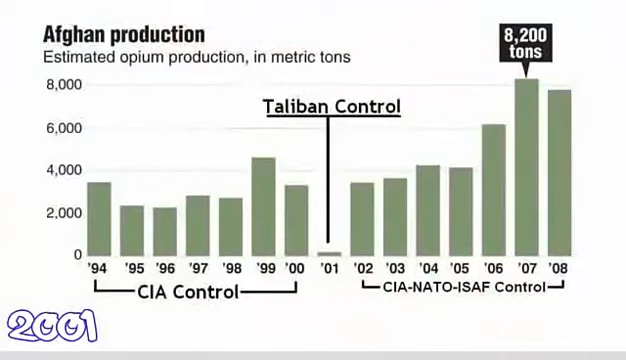 Afghan production
Estimated opium production, in metric tons
8,200
tons
8,000
Taliban Control
6,000
4,000
2,000
0
'94 '95 '96 '97 '98 '99 '00 '01 '02 '03 '04 '05 '06 '07 '08
CIA Control
CIA-NATO-ISAF Control
2001